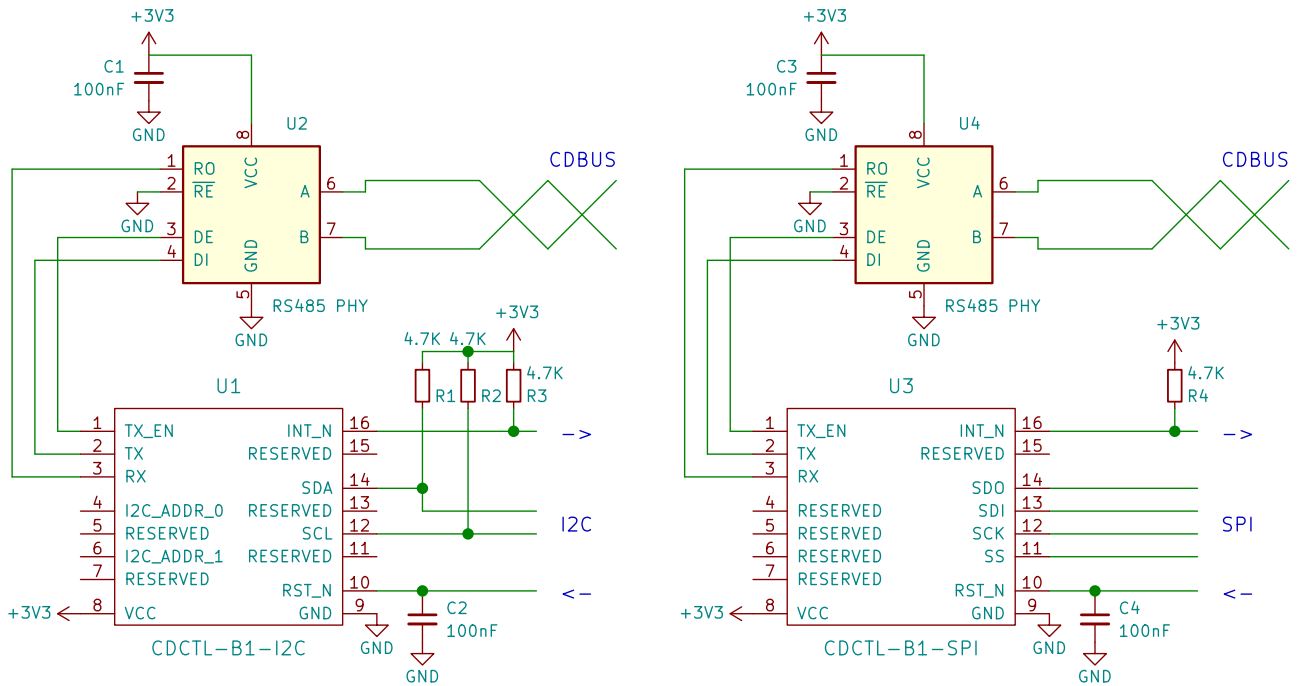 +3V3
C1
100nF
GND
U2
8
VCC
1 RO
2 RE
GND
3 DE
4 DI
A 6
B 7
GND
5
GND
RS485 PHY
CDBUS
+3V3
4.7K 4.7K
4.7K
R1 R2 R3
U1
1 TX_EN
2 TX
3 RX
4 I2C_ADDR_0
5 RESERVED
6 I2C_ADDR_1
7 RESERVED
+3V3 8 VCC
INT_N 16 ->
RESERVED 15
SDA 14
RESERVED 13
SCL 12
RESERVED 11
I2C
RST_N 10 <-
GND 9
GND
C2
100nF
GND
CDCTL-B1-I2C
+3V3
C3
100nF
GND
U4
8
VCC
1 RO
2 RE
GND
3 DE
4 DI
A 6
B 7
GND
5
GND
RS485 PHY
CDBUS
+3V3
4.7K
R4
U3
1 TX_EN
2 TX
3 RX
4 RESERVED
5 RESERVED
6 RESERVED
7 RESERVED
+3V3 8 VCC
INT_N 16 ->
RESERVED 15
SDO 14
SDI 13
SCK 12
SS 11
SPI
RST_N 10 <-
GND 9
GND
C4
100nF
GND
CDCTL-B1-SPI